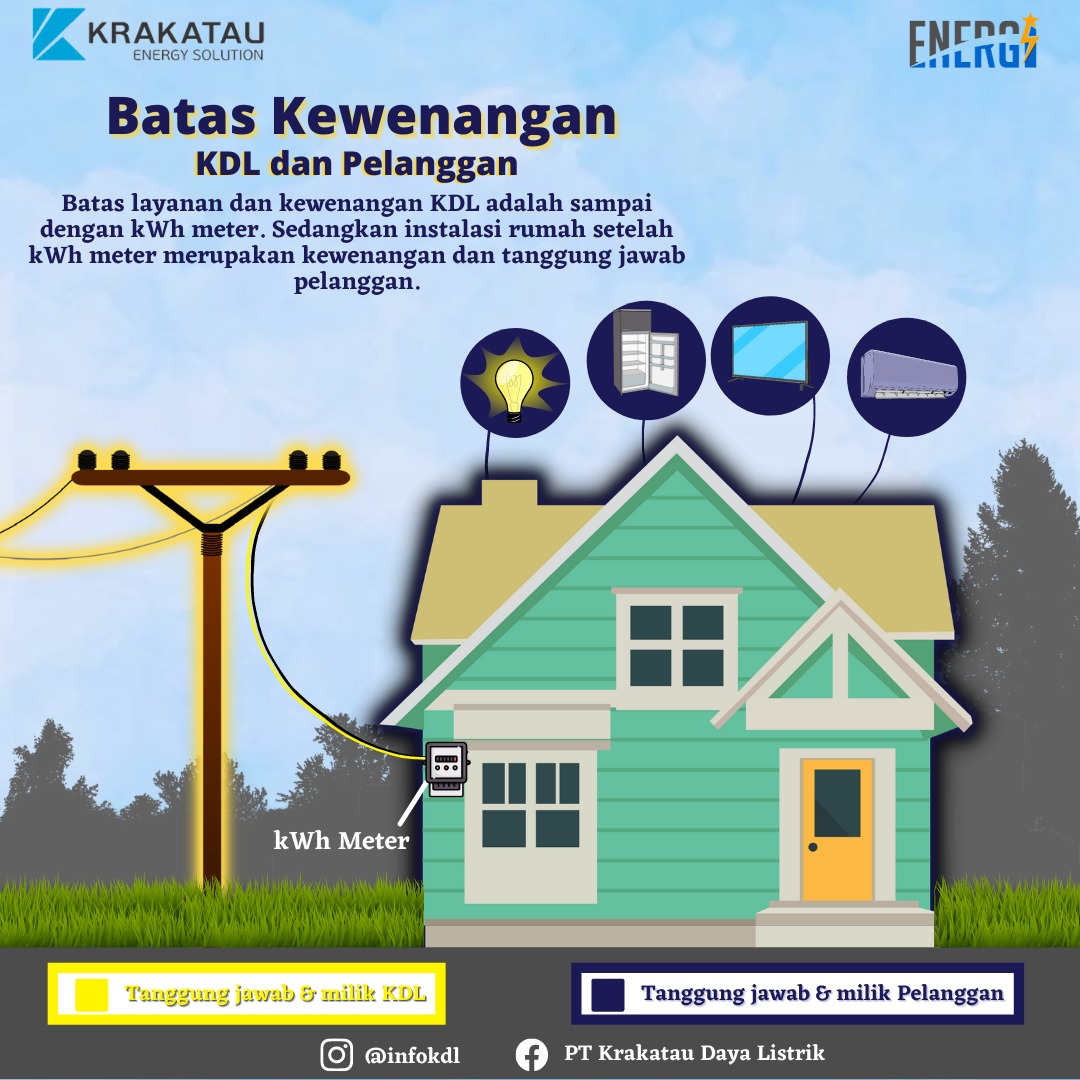 KRAKATAU
ENERGY SOLUTION
ENERGI
Batas Kewenangan
KDL dan Pelanggan
Batas layanan dan kewenangan KDL adalah sampai
dengan kWh meter. Sedangkan instalasi rumah setelah
kWh meter merupakan kewenangan dan tanggung jawab
pelanggan.
kWh Meter
Tanggung jawab & milik KDL
Tanggung jawab & milik Pelanggan
@infokdl
PT Krakatau Daya Listrik